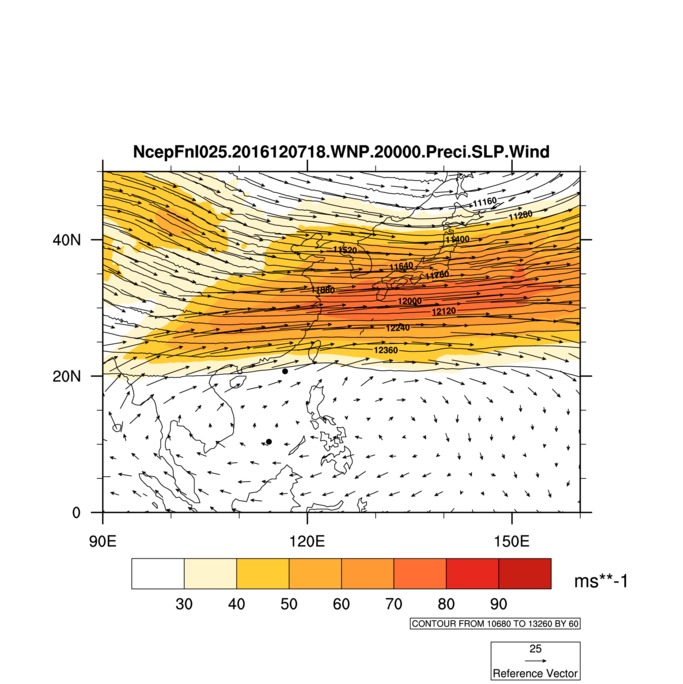 NcepFnl025.2016120718.WNP.20000.Preci.SLP.Wind
11160
11280
40N
11400
11520
11640
11760
11880
12000
12120
12240
12360
20N
0
90E 120E 150E
ms**-1
30 40 50 60 70 80 90
CONTOUR FROM 10680 TO 13260 BY 60
25
Reference Vector